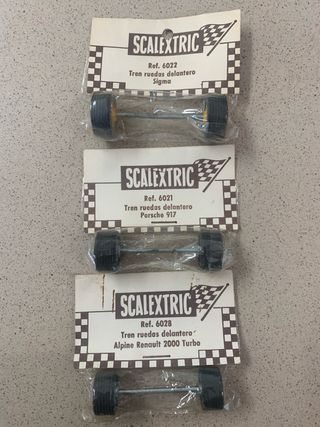 SCALEXTRIC
Ref. 6022
Tren ruedas delantero
Sigma
SCALEXTRIC
Ref. 6021
Tren ruedas delantero
Porsche 917
SCALEXTRIC
Ref. 6028
Tren ruedas delantero
Alpine Renault 2000 Turbo